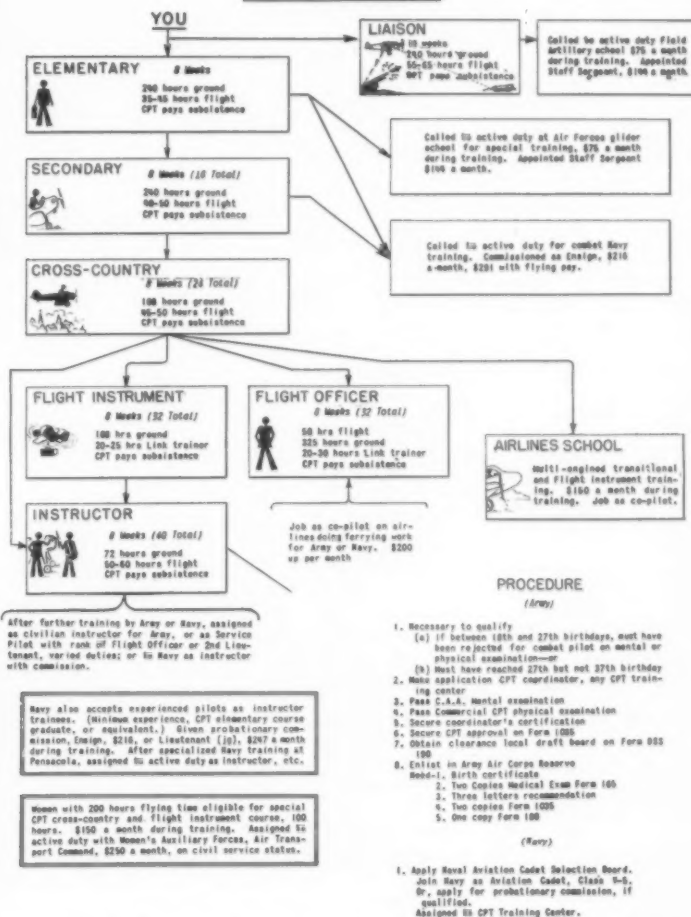 YOU
LIAISON
10 weeks
240 hours ground
55-65 hours flight
CPT pays subsistence
Called to active duty Field
Artillery school $75 a month
during training. Appointed
Staff Sergeant, $144 a month.
ELEMENTARY
8 Weeks
240 hours ground
35-45 hours flight
CPT pays subsistence
Called to active duty at Air Forces glider
school for special training, $75 a month
during training. Appointed Staff Sergeant
$144 a month.
SECONDARY
8 Weeks (16 Total)
240 hours ground
40-50 hours flight
CPT pays subsistence
Called to active duty for combat Navy
training. Commissioned as Ensign, $216
a month, $281 with flying pay.
CROSS-COUNTRY
8 Weeks (24 Total)
108 hours ground
45-50 hours flight
CPT pays subsistence
FLIGHT INSTRUMENT
8 Weeks (32 Total)
108 hrs ground
20-25 hrs Link trainor
CPT pays subsistence
FLIGHT OFFICER
8 Weeks (32 Total)
50 hrs flight
325 hours ground
20-30 hours Link trainor
CPT pays subsistence
AIRLINES SCHOOL
Multi-engined transitional
and Flight instrument train-
ing. $150 a month during
training. Job as co-pilot.
INSTRUCTOR
8 Weeks (40 Total)
72 hours ground
50-60 hours flight
CPT pays subsistence
Job as co-pilot on air-
lines doing ferrying work
for Army or Navy. $200
up per month
After further training by Army or Navy, assigned
as civilian instructor for Army, or as Service
Pilot with rank of Flight Officer or 2nd Lieu-
tenant, varied duties; or to Navy as instructor
with commission.
Navy also accepts experienced pilots as instructor
trainees. (Minimum experience, CPT elementary course
graduate, or equivalent.) Given probationary com-
mission, Ensign, $216, or Lieutenant (jg), $247 a month
during training. After specialized Navy training at
Pensacola, assigned to active duty as instructor, etc.
Women with 200 hours flying time eligible for special
CPT cross-country and flight instrument course, 100
hours. $150 a month during training. Assigned to
active duty with Women's Auxiliary Forces, Air Trans-
port Command, $250 a month, on civil service status.
PROCEDURE
(Army)
1. Necessary to qualify
(a) if between 18th and 27th birthdays, must have
been rejected for combat pilot on mental or
physical examination—or
(b) Must have reached 27th but not 37th birthday
2. Make application CPT coordinator, any CPT train-
ing center
3. Pass C.A.A. Mental examination
4. Pass Commercial CPT physical examination
5. Secure coordinator's certification
6. Secure CPT approval on Form 1035
7. Obtain clearance local draft board on Form DSS
190
8. Enlist in Army Air Corps Reserve
Need-1. Birth certificate
2. Two Copies Medical Exam Form
3. Three letters recommendation
4. Two copies Form 1035
5. One copy Form
(Navy)
1. Apply Naval Aviation Cadet Selection Board.
Join Navy as Aviation Cadet, Class V-5.
Or, apply for probationary commission, if
qualified.
Assigned to CPT Training Center.